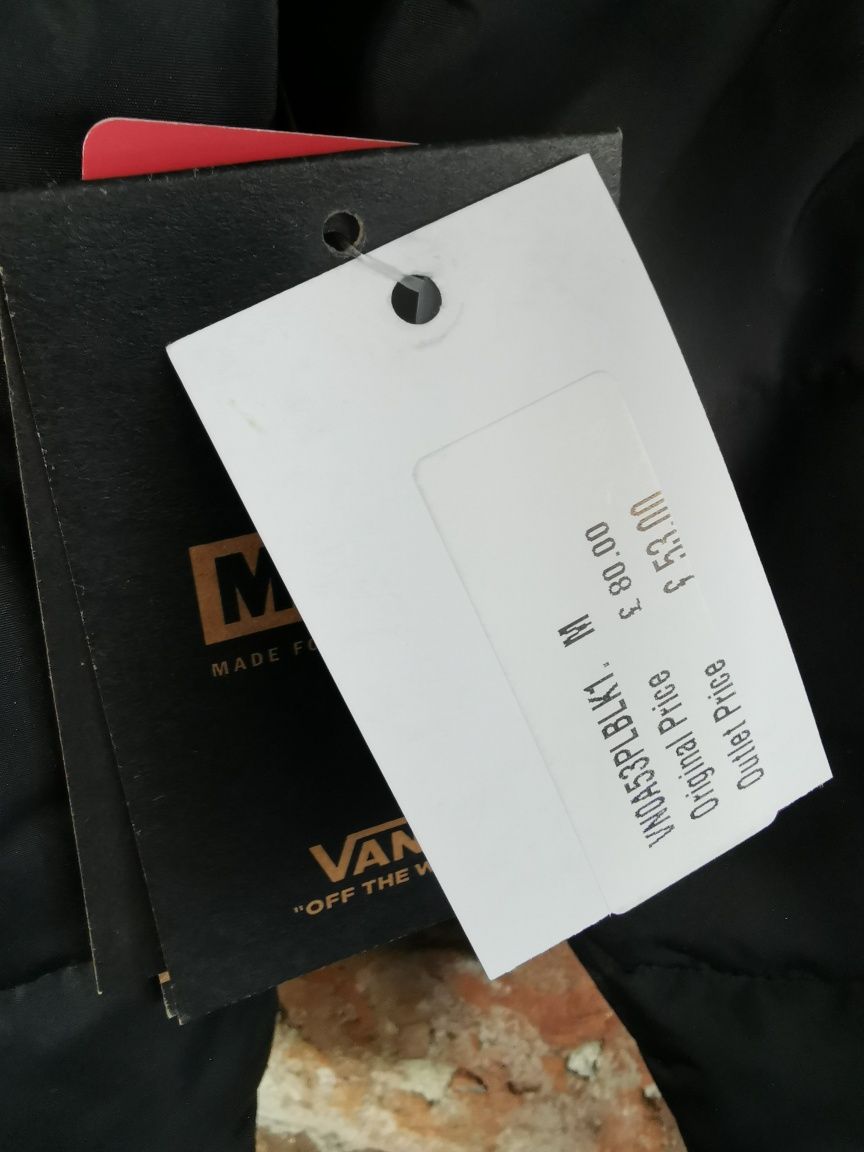 M
MADE FO
VAN
"OFF THE W
VN0A53PLBLK1. M
Original Price £ 80.00
Outlet Price £ 53.00